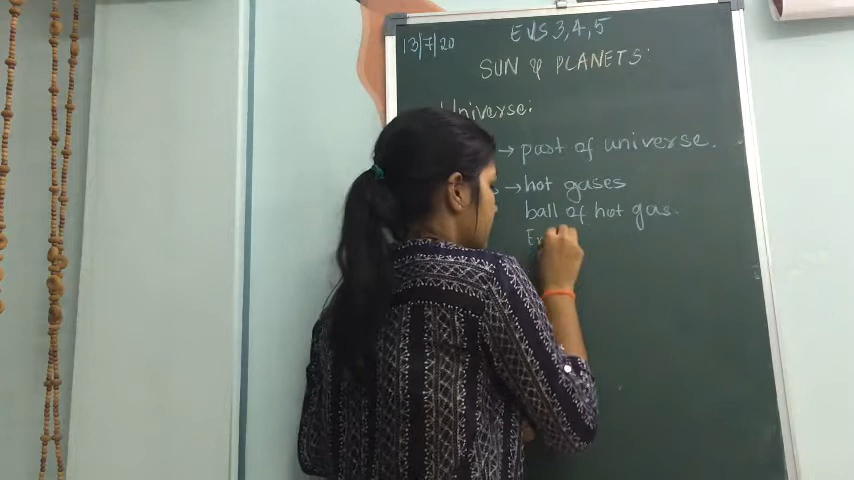 13/7/20
EVS 3,4,5
SUN & PLANETS:
Universe:
→ part of universe.
→ hot gases
ball of hot gas.